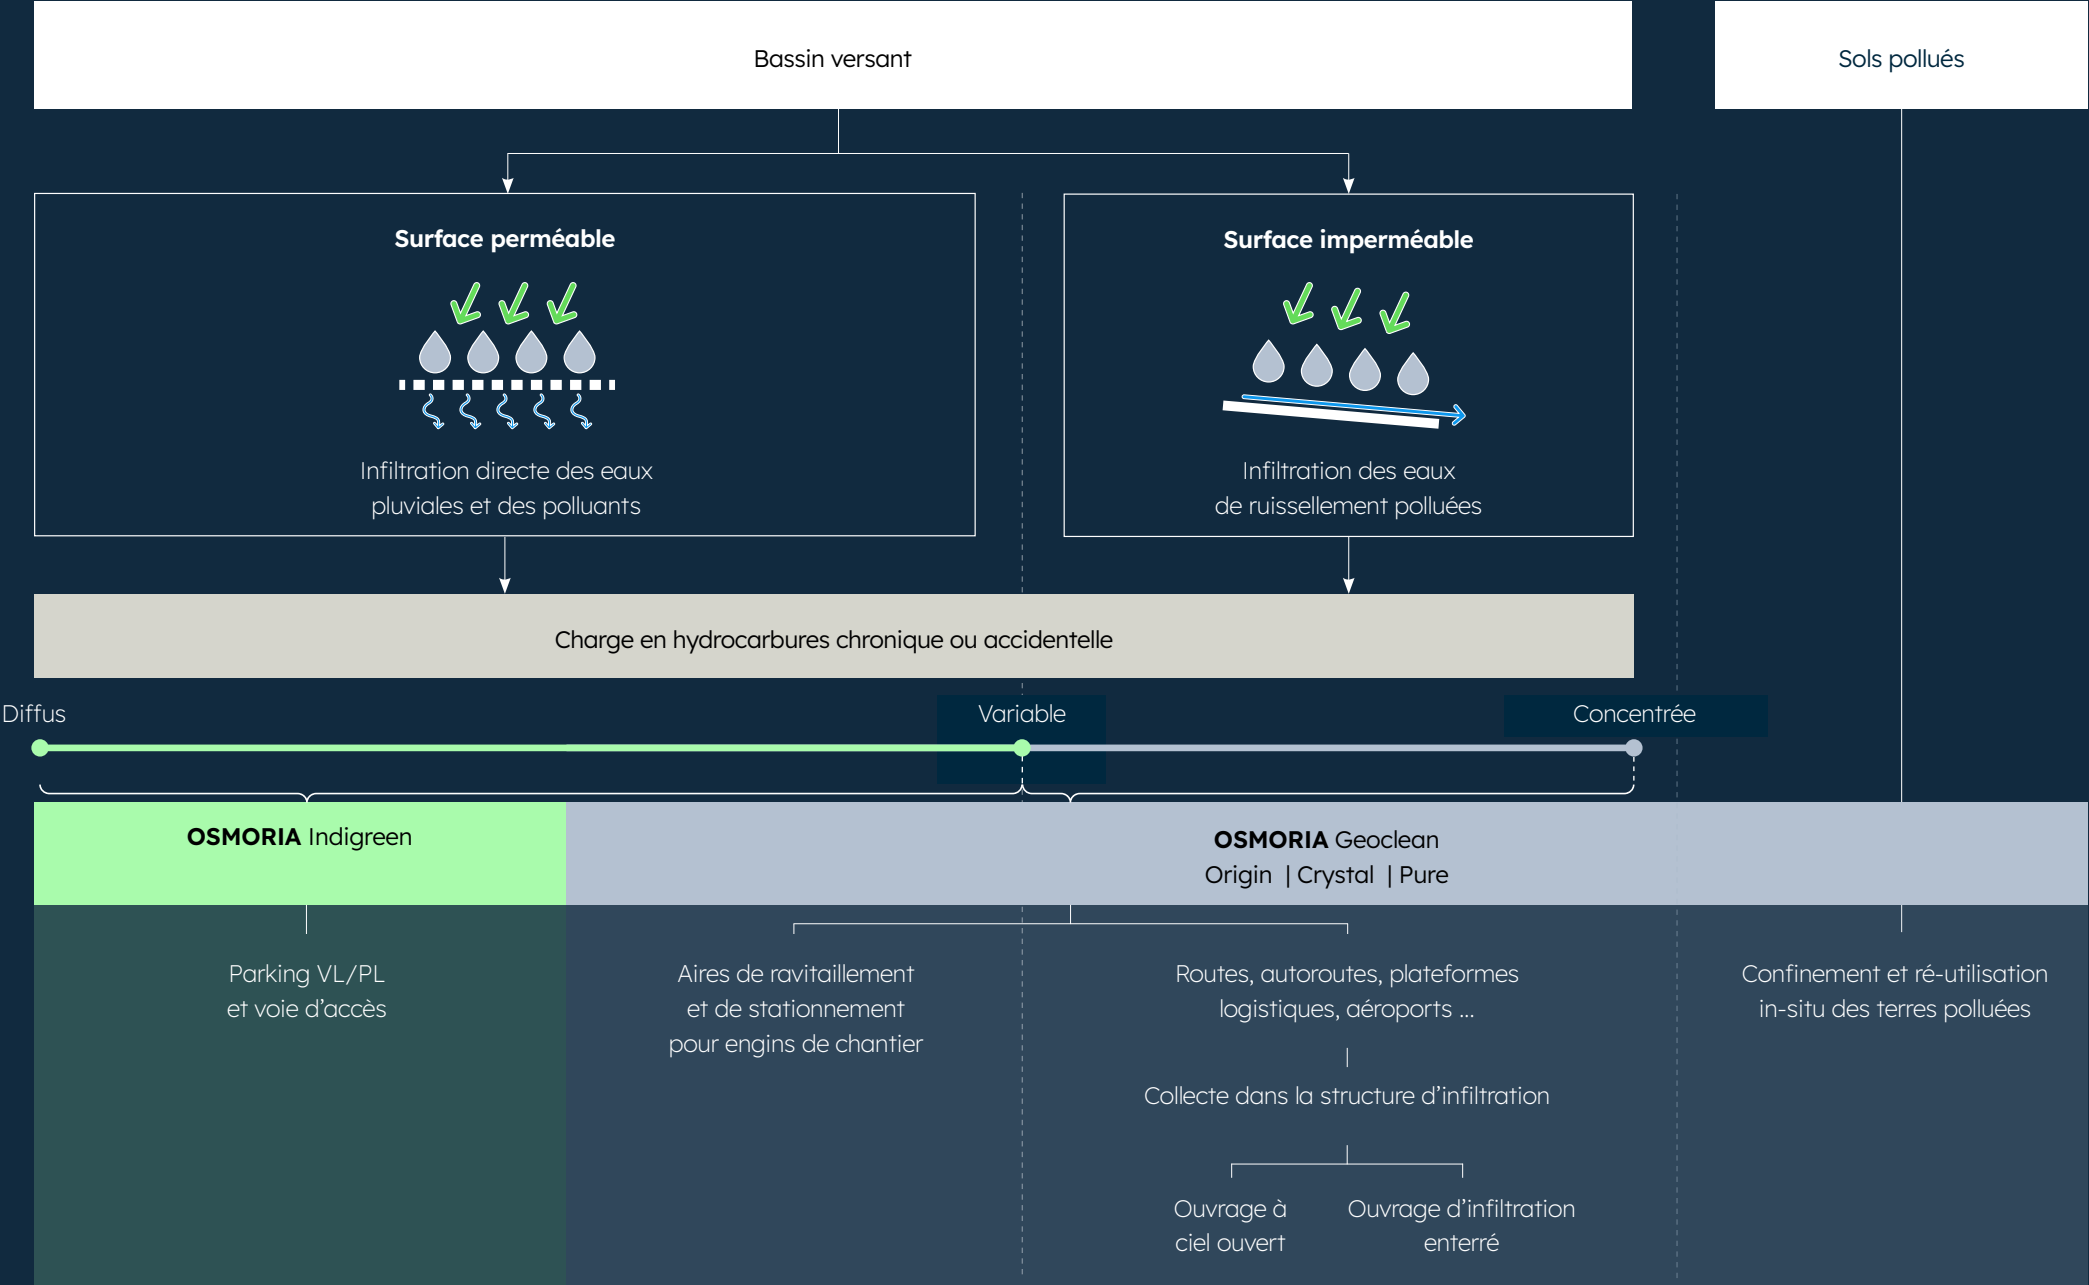 Bassin versant
Sols pollués
Surface perméable
Surface imperméable
Infiltration directe des eaux
pluviales et des polluants
Infiltration des eaux
de ruissellement polluées
Charge en hydrocarbures chronique ou accidentelle
Diffus
Variable
Concentrée
OSMORIA Indigreen
OSMORIA Geoclean
Origin | Crystal | Pure
Parking VL/PL
et voie d’accès
Aires de ravitaillement
et de stationnement
pour engins de chantier
Routes, autoroutes, plateformes
logistiques, aéroports ...
Confinement et ré-utilisation
in-situ des terres polluées
Collecte dans la structure d’infiltration
Ouvrage à
ciel ouvert
Ouvrage d’infiltration
enterré